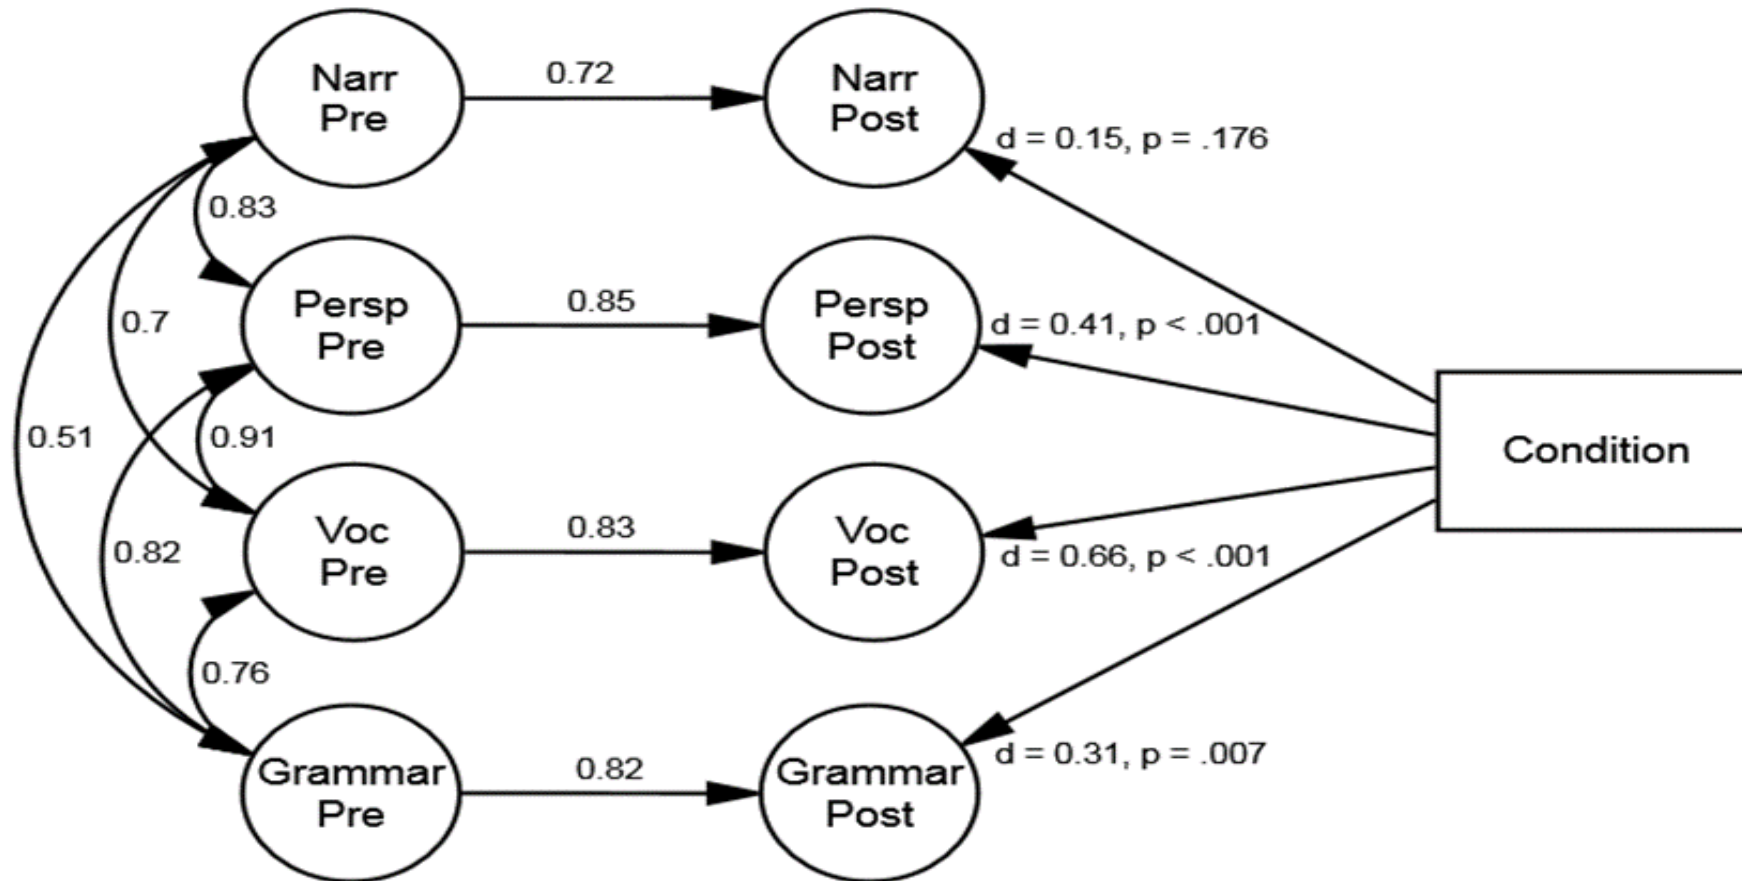 Narr
Pre
0.72
Narr
Post
d = 0.15, p = .176
0.83
Persp
Pre
0.85
Persp
Post
d = 0.41, p < .001
0.7
0.51
0.91
Condition
Voc
Pre
0.83
Voc
Post
d = 0.66, p < .001
0.82
0.76
Grammar
Pre
0.82
Grammar
Post
d = 0.31, p = .007